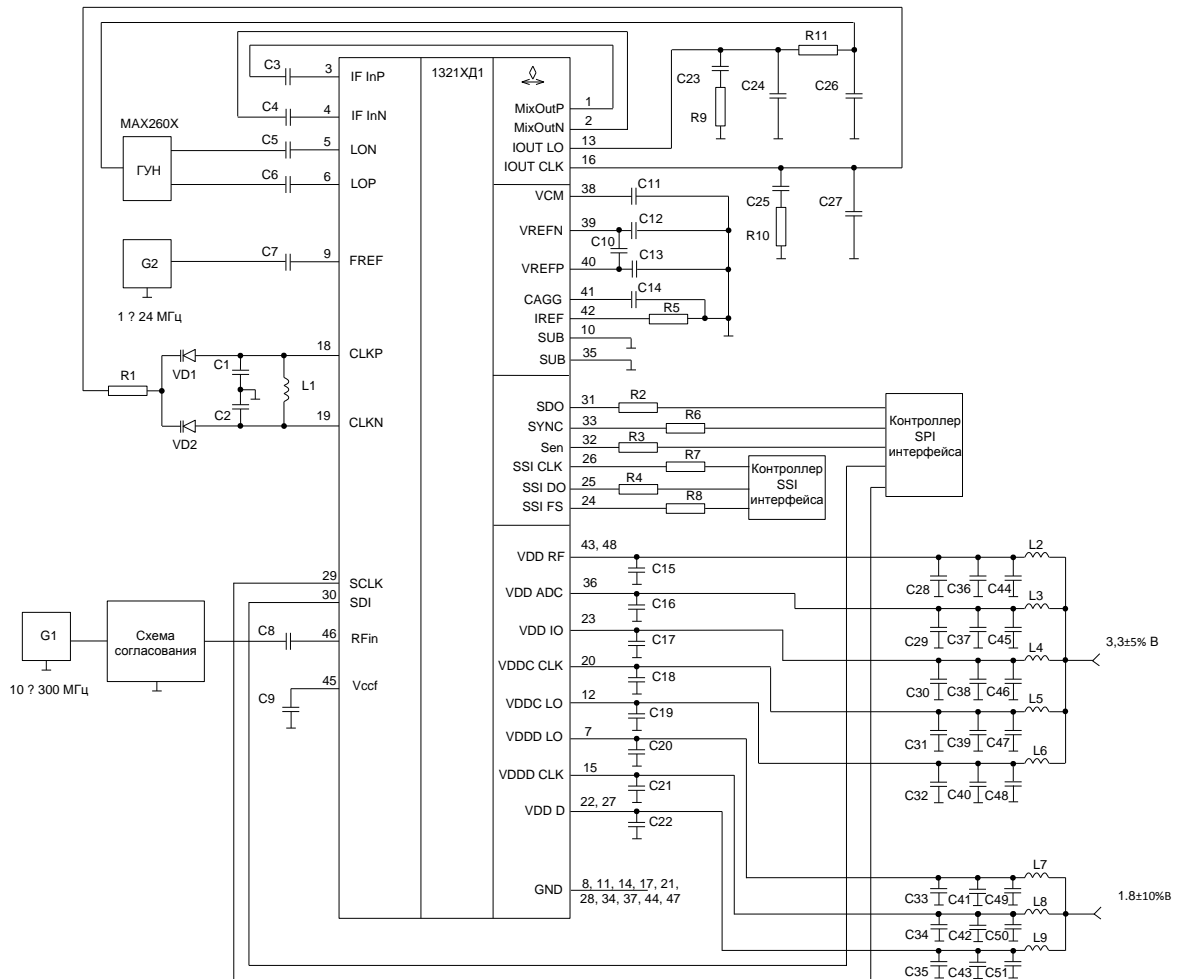 R11
C3
3
IF InP
1321ХД1
C23
C24
C26
MixOutP
1
C4
4
IF InN
MixOutN
2
R9
MAX260X
IOUT LO
13
C5
5
LON
IOUT CLK
16
ГУН
C6
6
LOP
VCM
38
C11
C25
C27
VREFN
39
C12
R10
C10
C7
9
FREF
G2
VREFP
40
C13
CAGG
41
C14
1 ? 24 МГц
IREF
42
R5
SUB
10
SUB
35
18
CLKP
VD1
C1
R1
L1
C2
19
CLKN
VD2
SDO
31
R2
SYNC
33
R6
Sen
32
R3
Контроллер
SPI
интерфейса
SSI CLK
26
R7
SSI DO
25
R4
SSI FS
24
R8
Контроллер
SSI
интерфейса
VDD RF
43, 48
C15
L2
C28
C36
C44
29
SCLK
30
SDI
VDD ADC
36
C16
L3
C29
C37
C45
G1
Схема
согласования
C8
46
RFin
VDD IO
23
C17
L4
3,3±5% В
C30
C38
C46
10 ? 300 МГц
C9
45
Vccf
VDDC CLK
20
C18
L5
C31
C39
C47
VDDC LO
12
C19
L6
C32
C40
C48
VDDD LO
7
C20
VDDD CLK
15
C21
VDD D
22, 27
C22
L7
C33
C41
C49
GND
8, 11, 14, 17, 21,
28, 34, 37, 44, 47
L8
1.8±10%В
C34
C42
C50
L9
C35
C43
C51